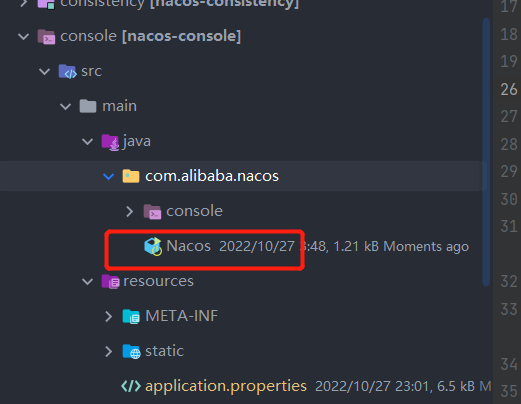 consistency [nacos-consistency]
17
console [nacos-console]
18
src
19
main
26
27
java
28
com.alibaba.nacos
29
console
30
Nacos 2022/10/27 3:48, 1.21 kB Moments ago
31
resources
32
META-INF
33
static
34
application.properties 2022/10/27 23:01, 6.5 kB M
35